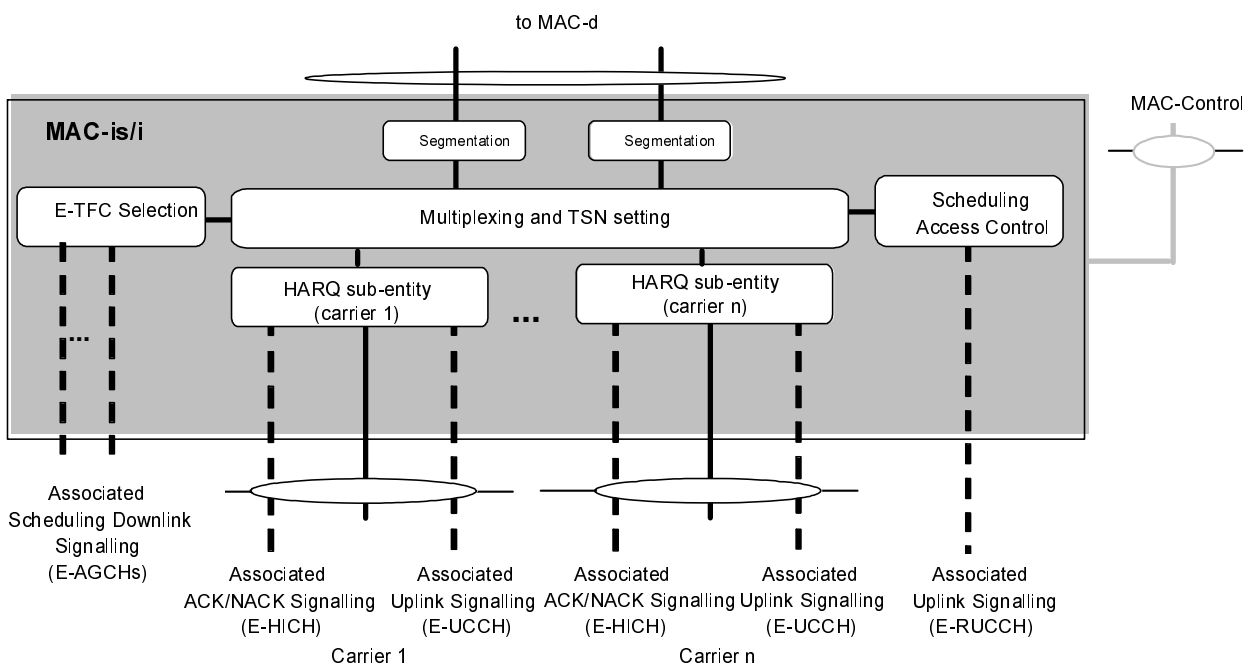 to MAC-d
MAC-Control
MAC-is/i
Segmentation
Segmentation
E-TFC Selection
Multiplexing and TSN setting
Scheduling
Access Control
HARQ sub-entity
(carrier 1)
...
HARQ sub-entity
(carrier n)
...
Associated
Scheduling Downlink
Signalling
(E-AGCHs)
Associated
ACK/NACK Signalling
(E-HICH)
Associated
Uplink Signalling
(E-UCCH)
Carrier 1
Associated
ACK/NACK Signalling
(E-HICH)
Associated
Uplink Signalling
(E-UCCH)
Carrier n
Associated
Uplink Signalling
(E-RUCCH)